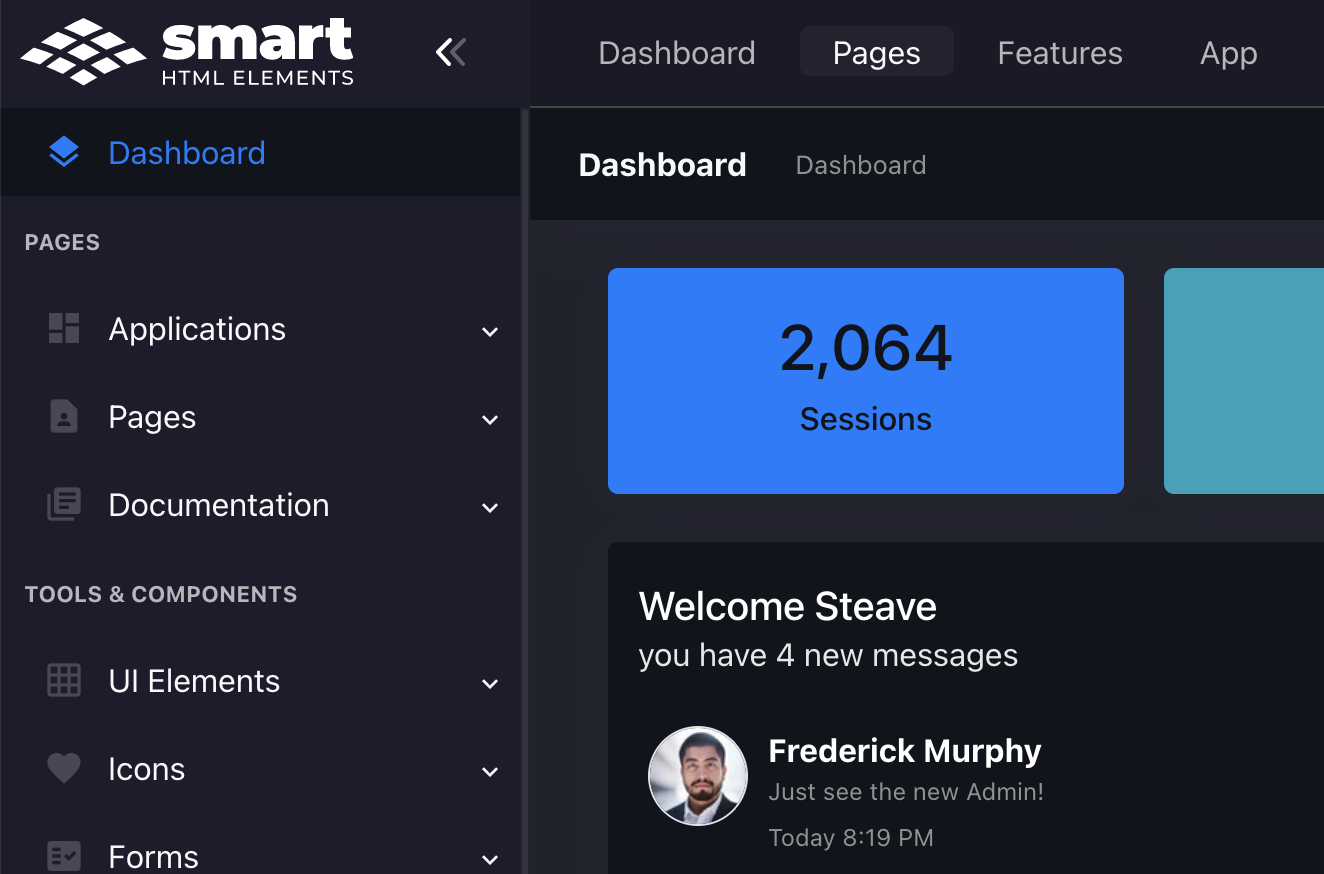 smart
HTML ELEMENTS
Dashboard
PAGES
Applications
Pages
Documentation
TOOLS & COMPONENTS
UI Elements
Icons
Forms
Dashboard
Pages
Features
App
Dashboard
Dashboard
2,064
Sessions
Welcome Steave
you have 4 new messages
Frederick Murphy
Just see the new Admin!
Today 8:19 PM